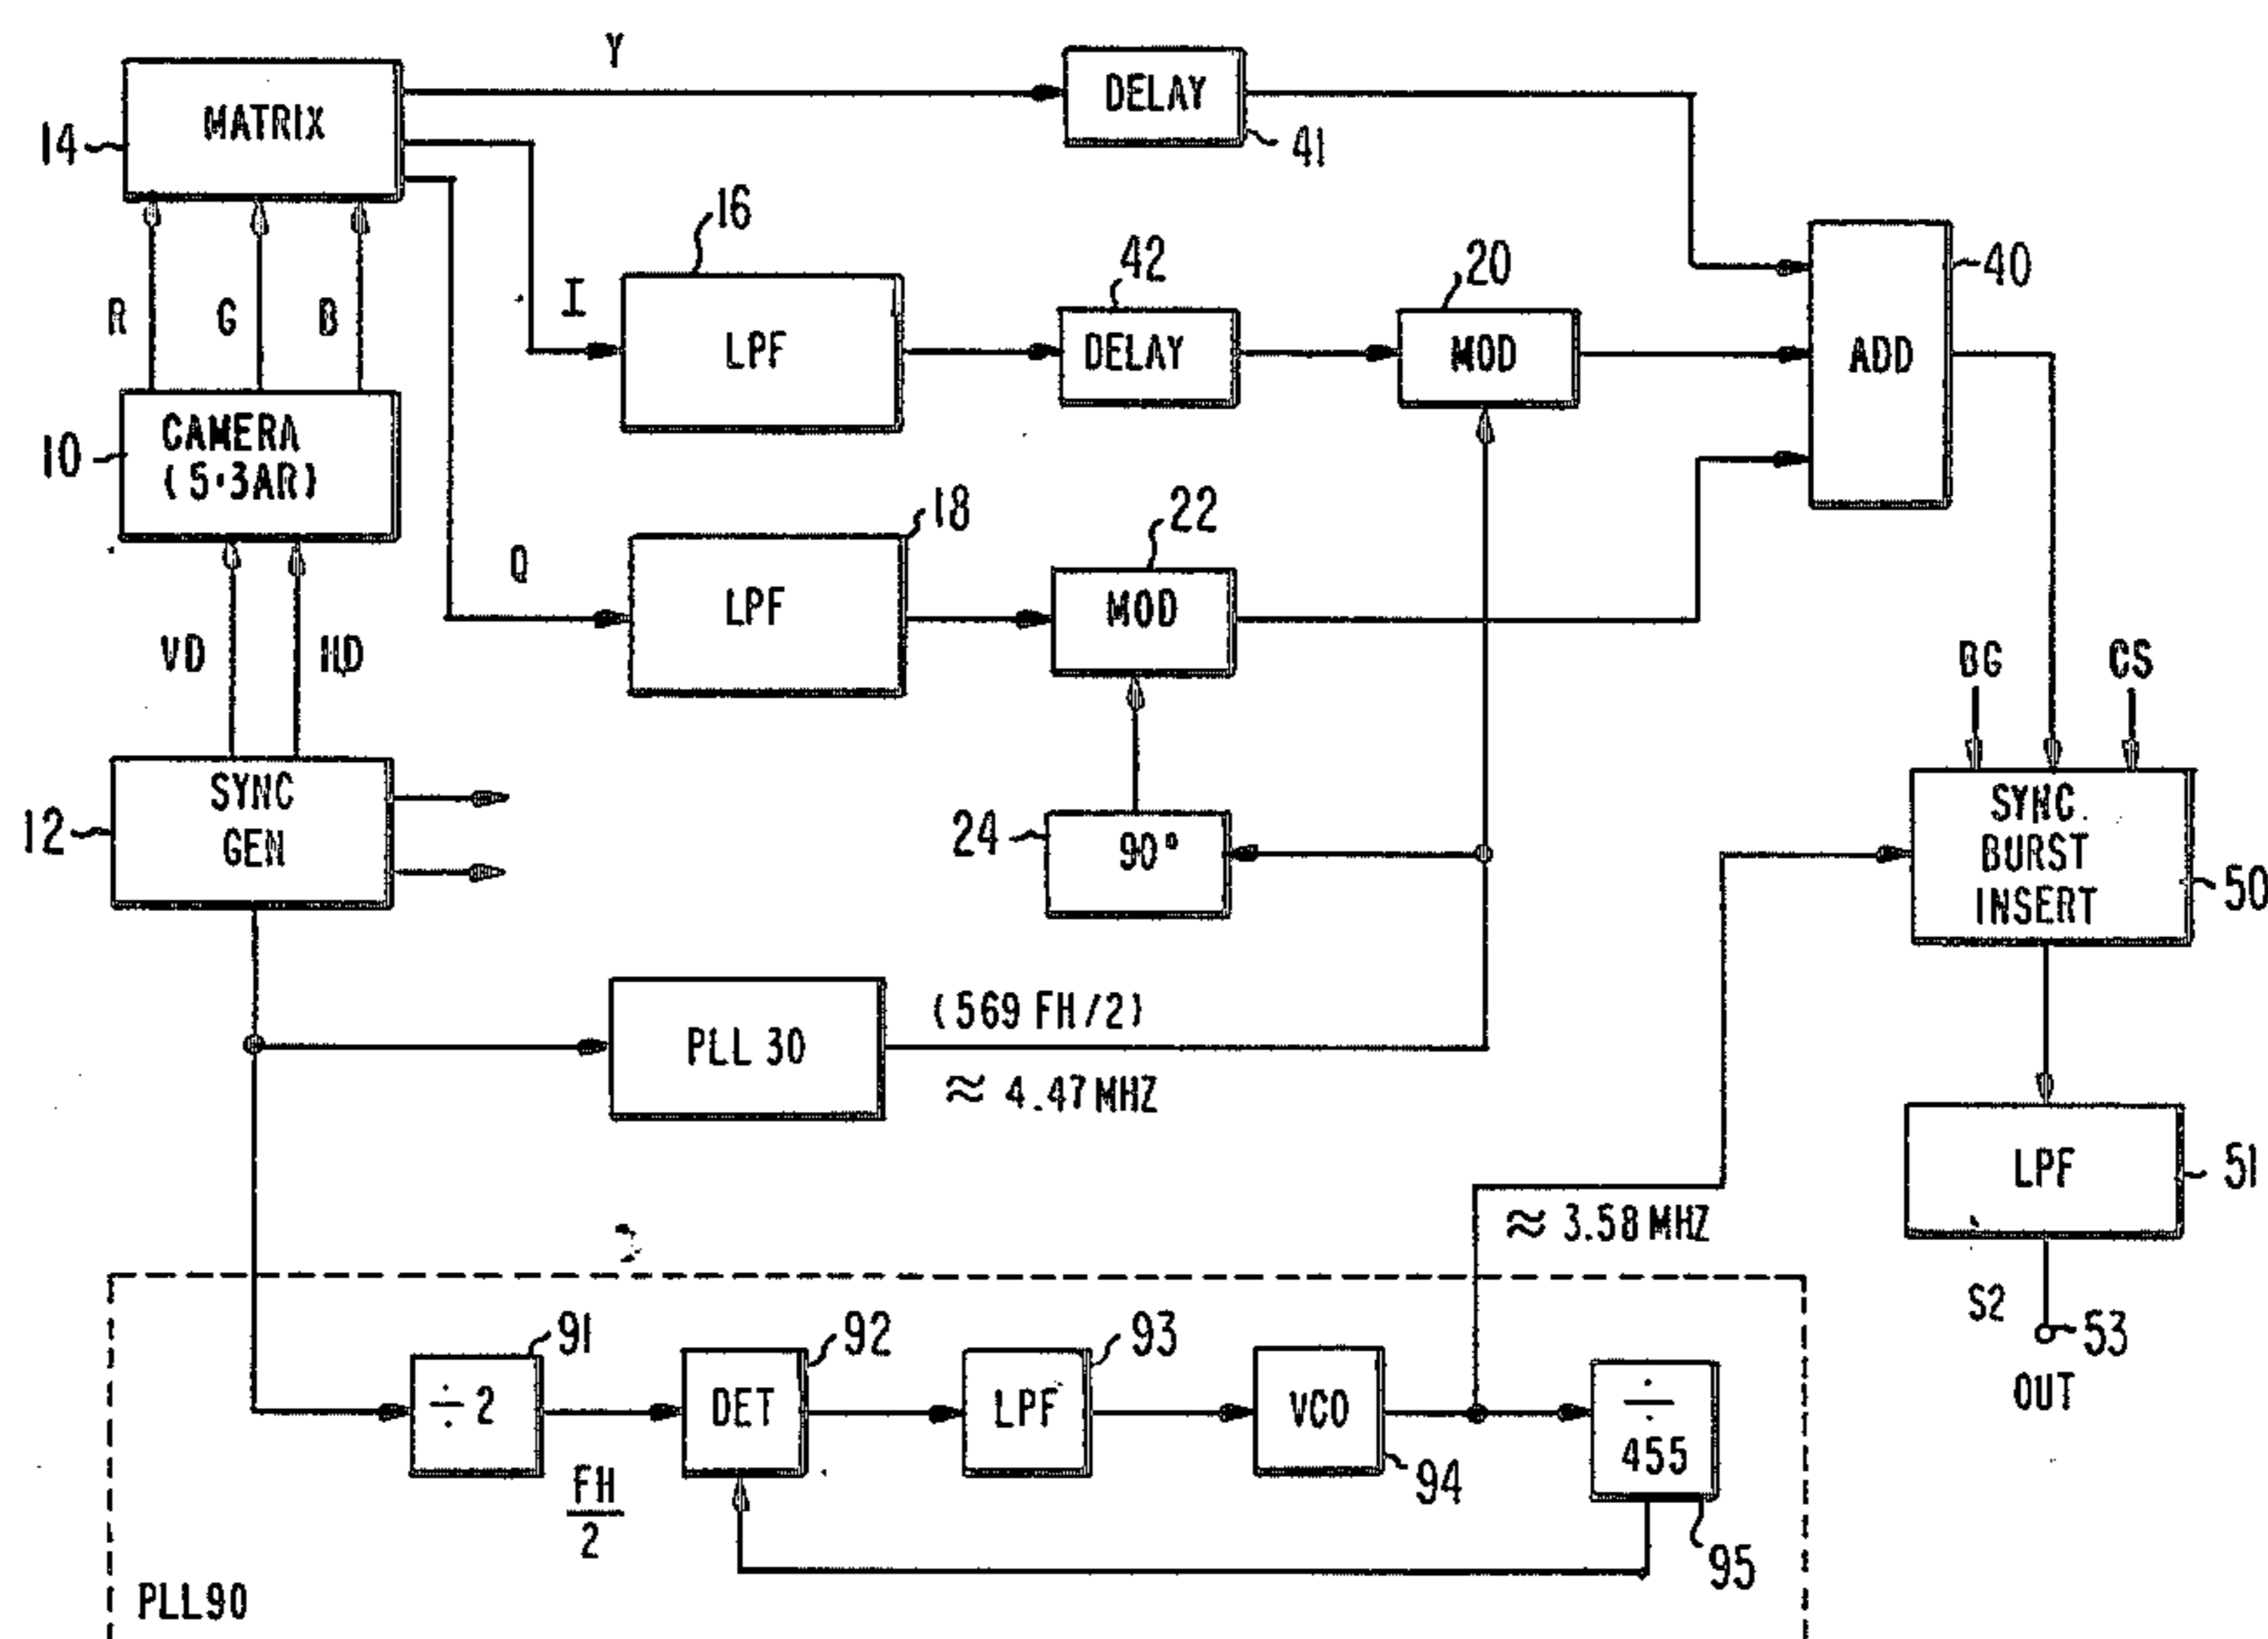 Y
MATRIX
14
DELAY
41
R
G
B
16
I
LPF
42
DELAY
20
MOD
40
ADD
10
CAMERA
(5·3AR)
Q
18
LPF
22
MOD
VD
HD
BG
CS
12
SYNC
GEN
24
90°
SYNC
BURST
INSERT
50
PLL 30
(569 FH/2)
≈ 4.47 MHZ
LPF
51
≈ 3.58 MHZ
S2
53
OUT
91
÷ 2
92
DET
93
LPF
VCO
94
÷
455
95
FH
2
PLL90